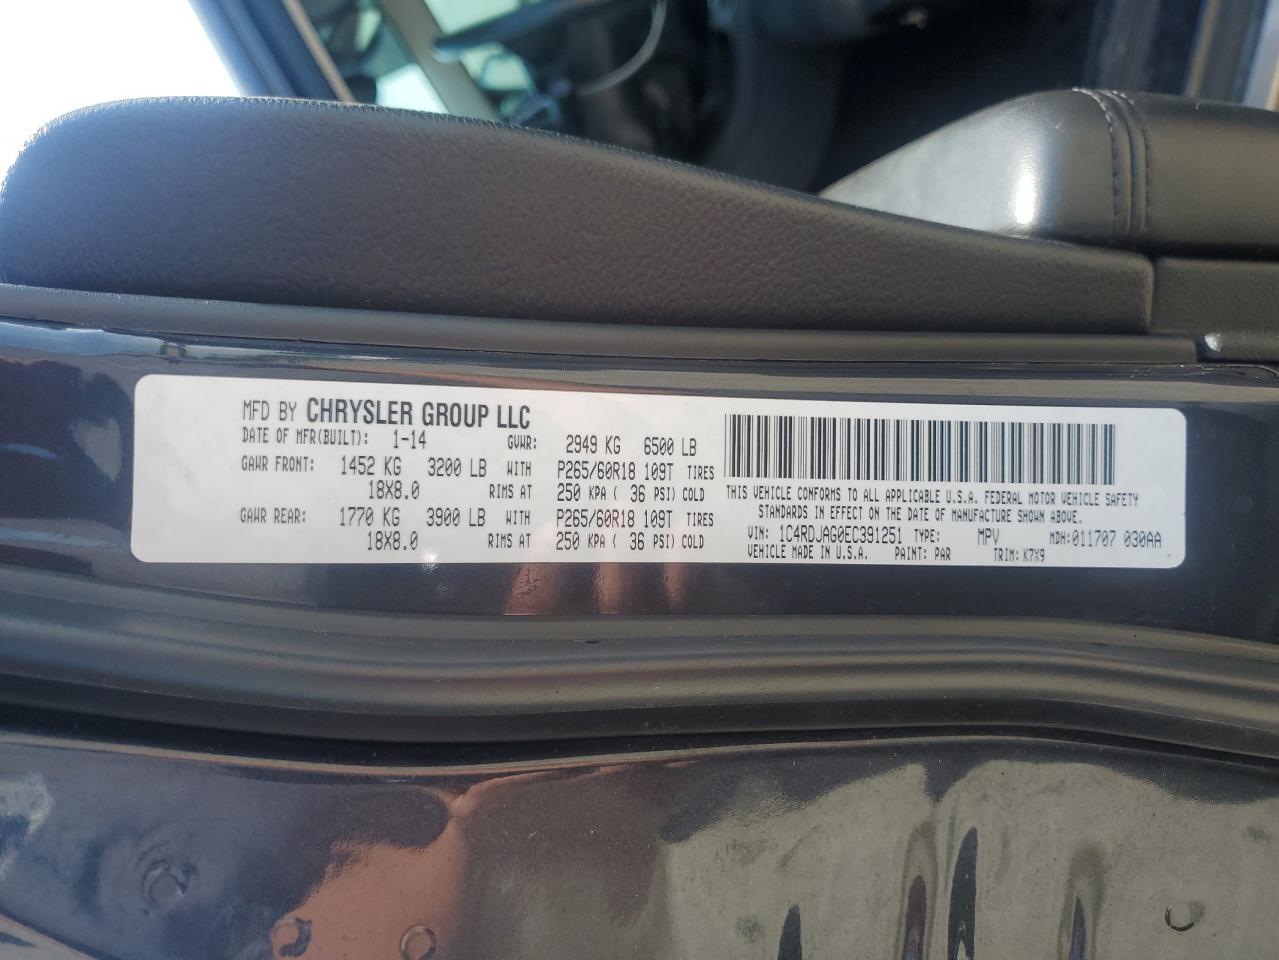 MFD BY CHRYSLER GROUP LLC
DATE OF MFR(BUILT): 1-14 GVWR: 2949 KG 6500 LB
GAWR FRONT: 1452 KG 3200 LB WITH P265/60R18 109T TIRES
18X8.0 RIMS AT 250 KPA ( 36 PSI) COLD
GAWR REAR: 1770 KG 3900 LB WITH P265/60R18 109T TIRES
18X8.0 RIMS AT 250 KPA ( 36 PSI) COLD
THIS VEHICLE CONFORMS TO ALL APPLICABLE U.S.A. FEDERAL MOTOR VEHICLE SAFETY
STANDARDS IN EFFECT ON THE DATE OF MANUFACTURE SHOWN ABOVE.
VIN: 1C4RDJAG0EC391251 TYPE: MPV MDH:011707 030AA
VEHICLE MADE IN U.S.A. PAINT: PAR TRIM: K7X9